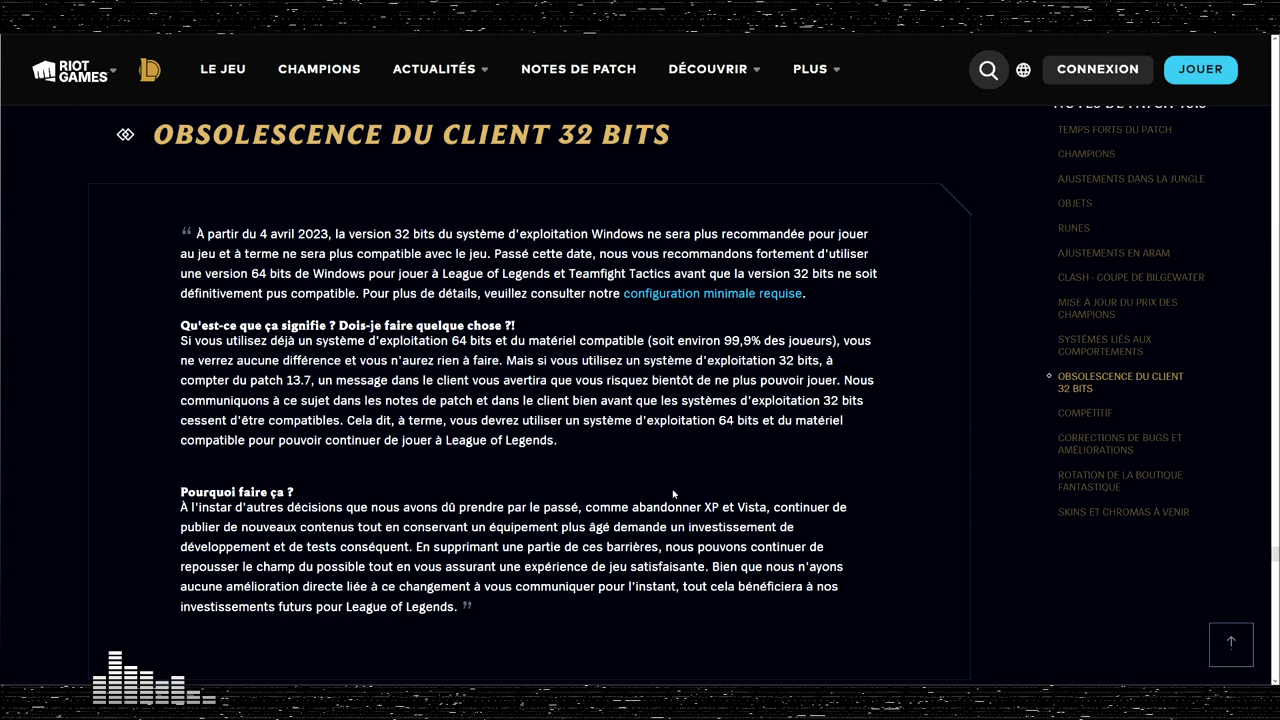 RIOT GAMES
LE JEU
CHAMPIONS
ACTUALITÉS
NOTES DE PATCH
DÉCOUVRIR
PLUS
CONNEXION
JOUER
OBSOLESCENCE DU CLIENT 32 BITS
“ À partir du 4 avril 2023, la version 32 bits du système d'exploitation Windows ne sera plus recommandée pour jouer
au jeu et à terme ne sera plus compatible avec le jeu. Passé cette date, nous vous recommandons fortement d'utiliser
une version 64 bits de Windows pour jouer à League of Legends et Teamfight Tactics avant que la version 32 bits ne soit
définitivement pus compatible. Pour plus de détails, veuillez consulter notre configuration minimale requise.
Qu'est-ce que ça signifie ? Dois-je faire quelque chose ?!
Si vous utilisez déjà un système d'exploitation 64 bits et du matériel compatible (soit environ 99,9% des joueurs), vous
ne verrez aucune différence et vous n'aurez rien à faire. Mais si vous utilisez un système d'exploitation 32 bits, à
compter du patch 13.7, un message dans le client vous avertira que vous risquez bientôt de ne plus pouvoir jouer. Nous
communiquons à ce sujet dans les notes de patch et dans le client bien avant que les systèmes d'exploitation 32 bits
cessent d'être compatibles. Cela dit, à terme, vous devrez utiliser un système d'exploitation 64 bits et du matériel
compatible pour pouvoir continuer de jouer à League of Legends.
Pourquoi faire ça ?
À l'instar d'autres décisions que nous avons dû prendre par le passé, comme abandonner XP et Vista, continuer de
publier de nouveaux contenus tout en conservant un équipement plus âgé demande un investissement de
développement et de tests conséquent. En supprimant une partie de ces barrières, nous pouvons continuer de
repousser le champ du possible tout en vous assurant une expérience de jeu satisfaisante. Bien que nous n'ayons
aucune amélioration directe liée à ce changement à vous communiquer pour l'instant, tout cela bénéficiera à nos
investissements futurs pour League of Legends. ”
TEMPS FORTS DU PATCH
CHAMPIONS
AJUSTEMENTS DANS LA JUNGLE
OBJETS
RUNES
AJUSTEMENTS EN ARAM
CLASH - COUPE DE BILGEWATER
MISE À JOUR DU PRIX DES
CHAMPIONS
SYSTÈMES LIÉS AUX
COMPORTEMENTS
OBSOLESCENCE DU CLIENT
32 BITS
COMPÉTITIF
CORRECTIONS DE BUGS ET
AMÉLIORATIONS
ROTATION DE LA BOUTIQUE
FANTASTIQUE
SKINS ET CHROMAS À VENIR